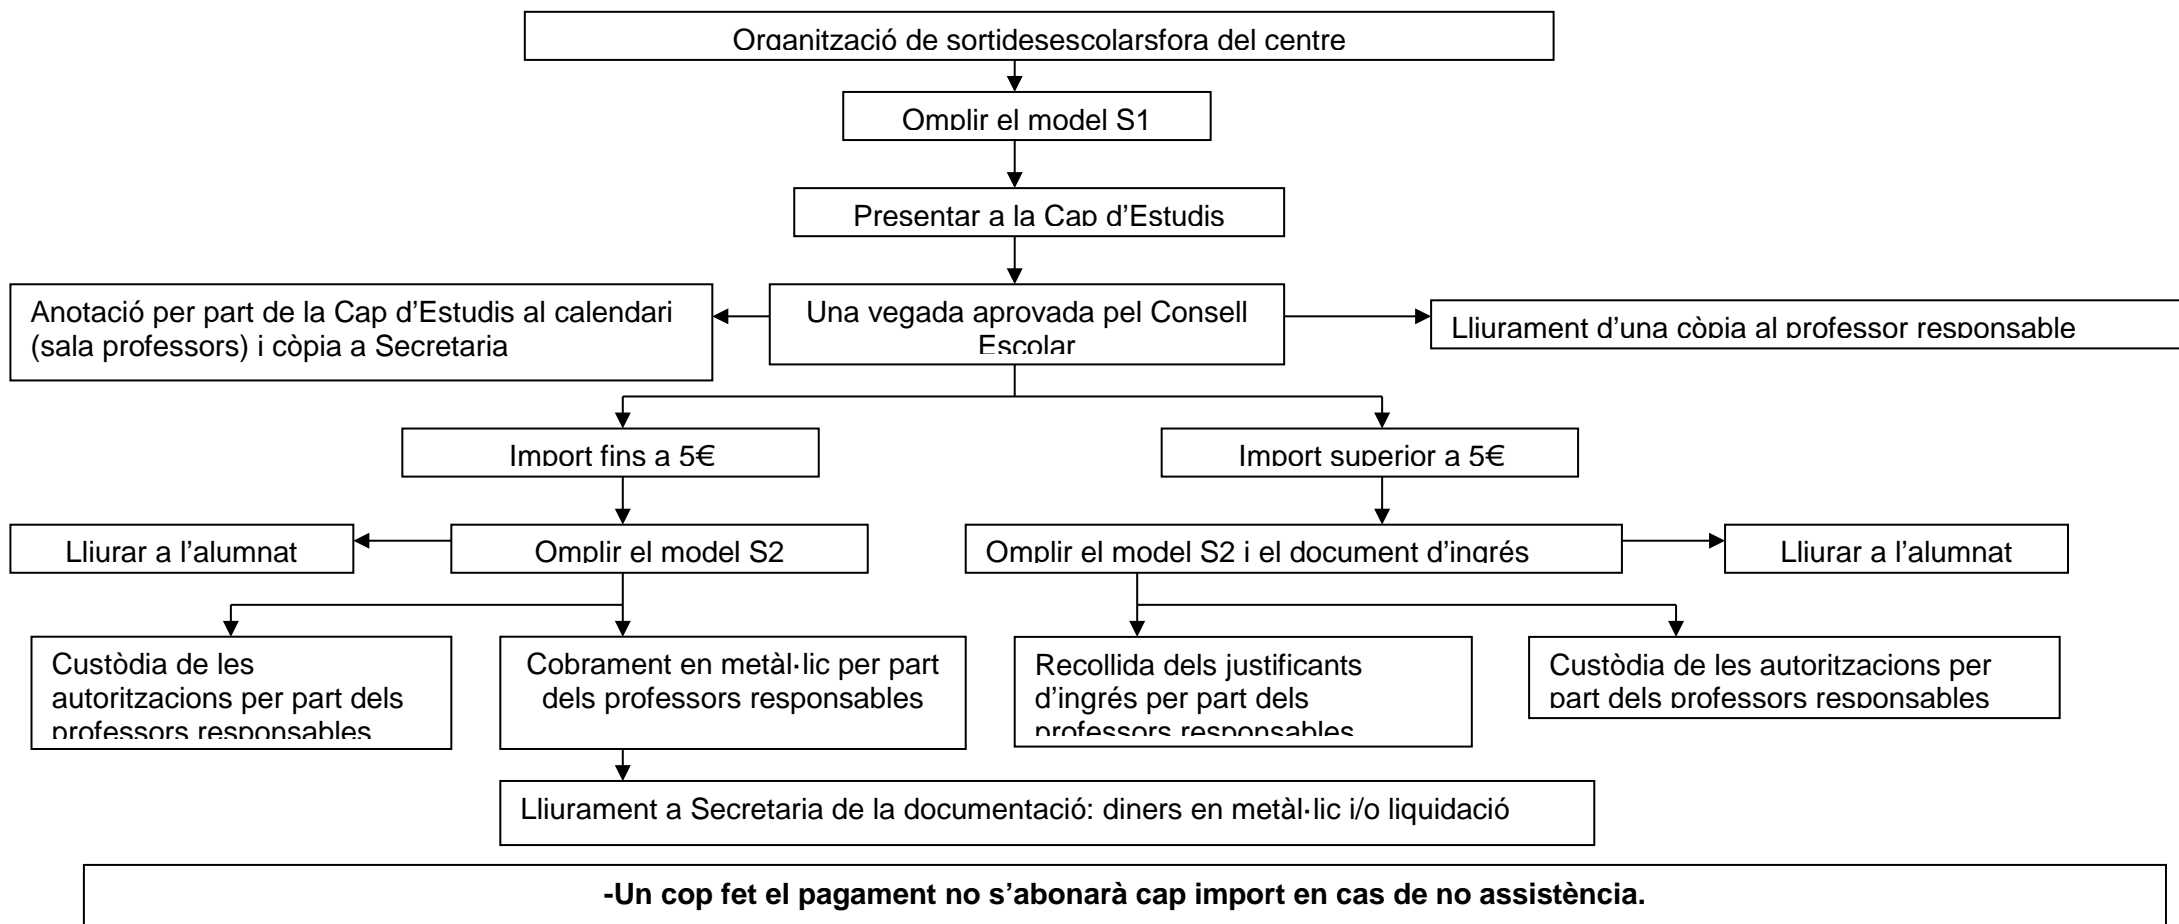 Organització de sortidesescolarsfora del centre
Omplir el model S1
Presentar a la Cap d’Estudis
Anotació per part de la Cap d’Estudis al calendari
(sala professors) i còpia a Secretaria
Una vegada aprovada pel Consell
Escolar
Lliurament d’una còpia al professor responsable
Import fins a 5€
Import superior a 5€
Lliurar a l’alumnat
Omplir el model S2
Omplir el model S2 i el document d’ingrés
Lliurar a l’alumnat
Custòdia de les
autoritzacions per part dels
professors responsables
Cobrament en metàl·lic per part
dels professors responsables
Recollida dels justificants
d’ingrés per part dels
professors responsables
Custòdia de les autoritzacions per
part dels professors responsables
Lliurament a Secretaria de la documentació: diners en metàl·lic i/o liquidació
-Un cop fet el pagament no s’abonarà cap import en cas de no assistència.